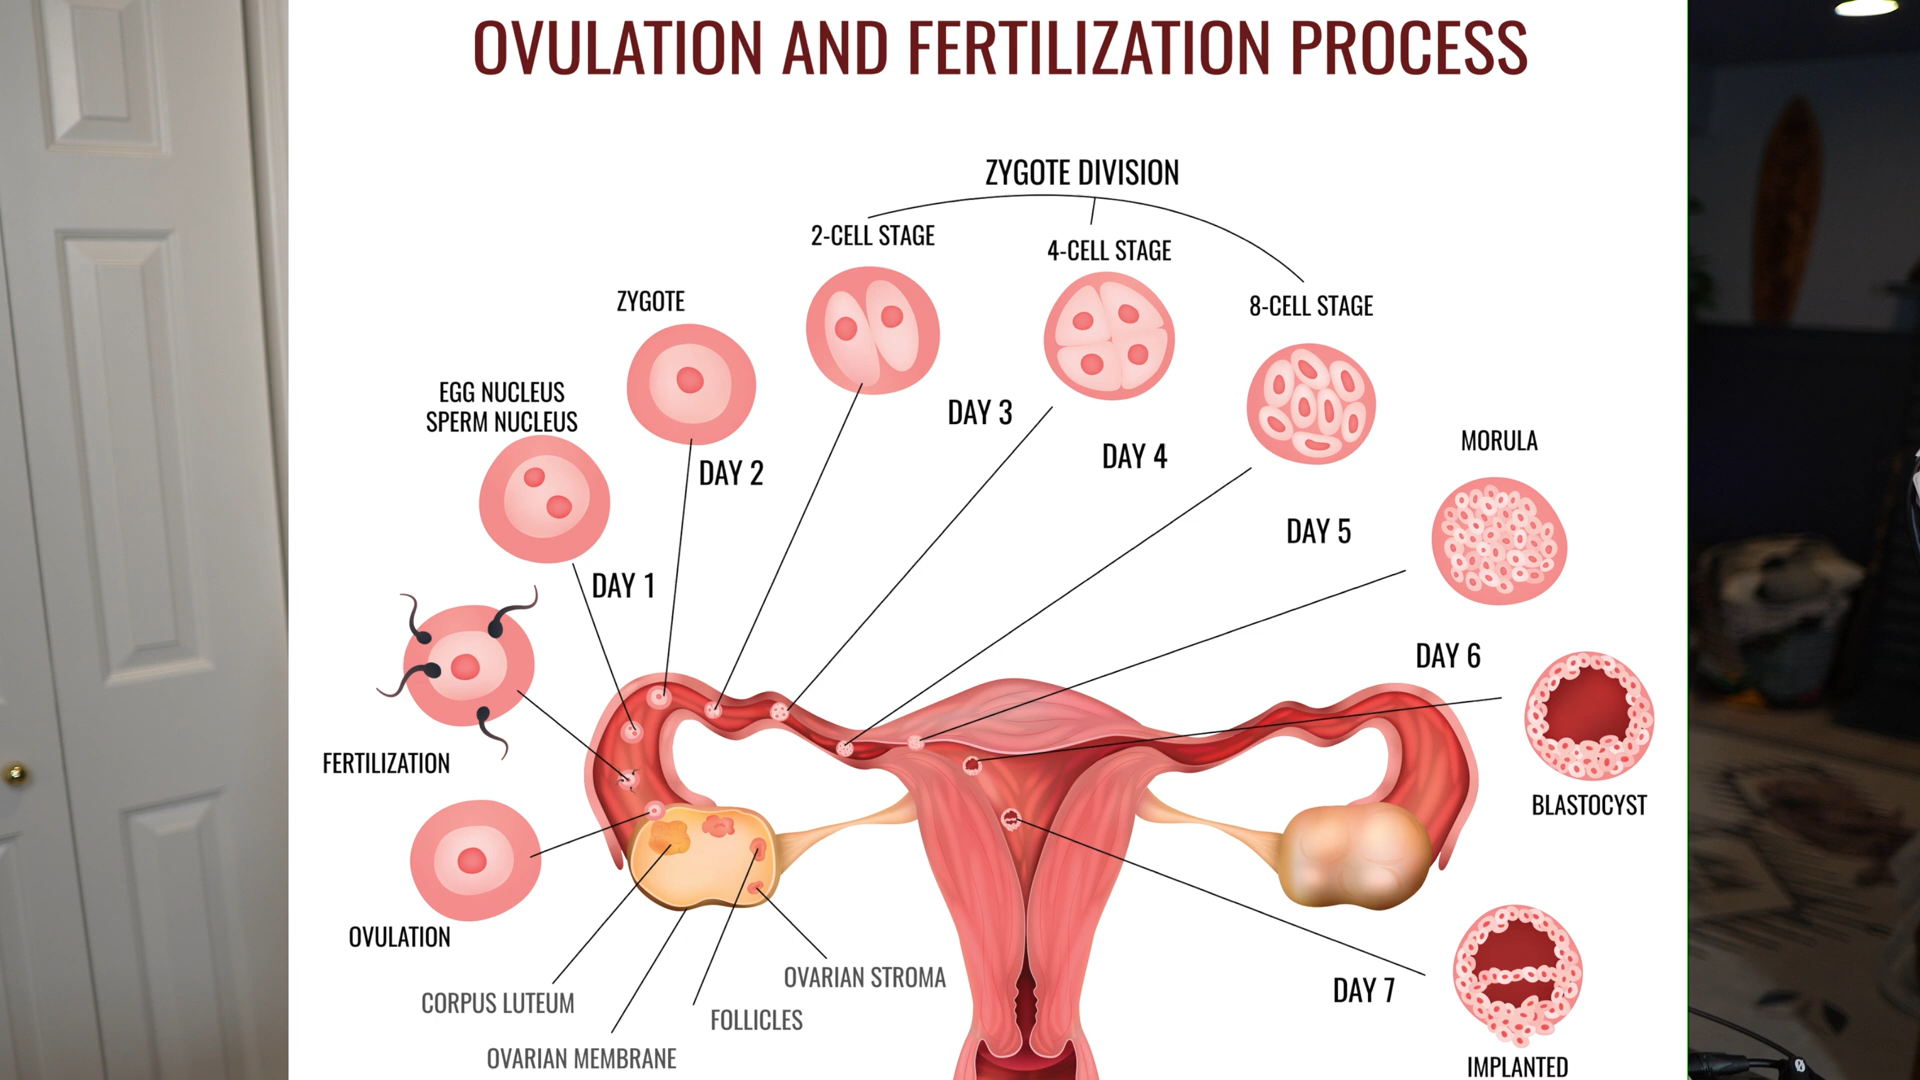 OVULATION AND FERTILIZATION PROCESS
ZYGOTE DIVISION
2-CELL STAGE
4-CELL STAGE
8-CELL STAGE
ZYGOTE
EGG NUCLEUS
SPERM NUCLEUS
MORULA
DAY 1
DAY 2
DAY 3
DAY 4
DAY 5
DAY 6
DAY 7
FERTILIZATION
OVULATION
BLASTOCYST
IMPLANTED
CORPUS LUTEUM
OVARIAN MEMBRANE
FOLLICLES
OVARIAN STROMA